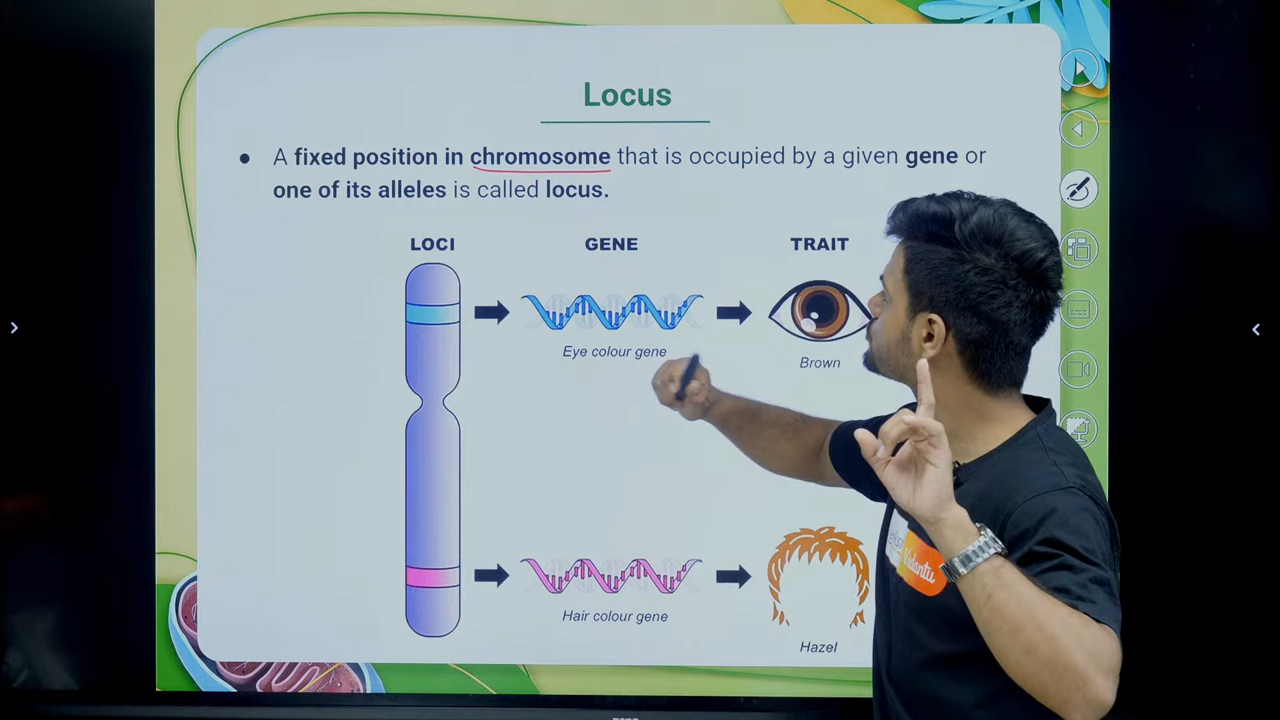 Locus
● A fixed position in chromosome that is occupied by a given gene or
one of its alleles is called locus.
LOCI GENE TRAIT
Eye colour gene
Brown
Hair colour gene
Hazel